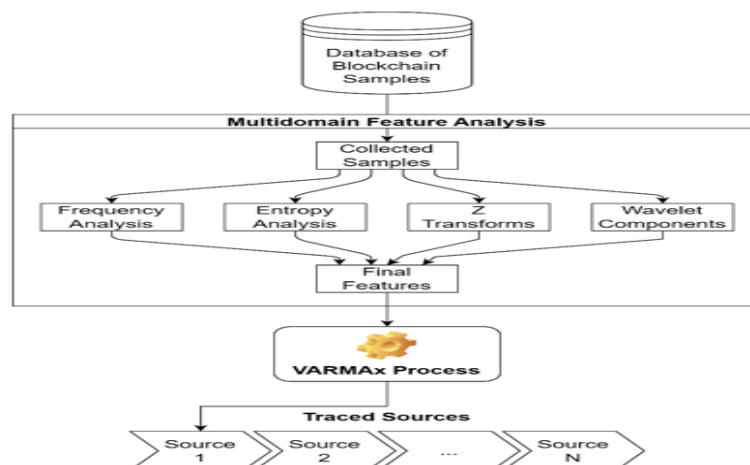 Database of
Blockchain
Samples
Multidomain Feature Analysis
Collected
Samples
Frequency
Analysis
Entropy
Analysis
Z
Transforms
Wavelet
Components
Final
Features
VARMAx Process
Traced Sources
Source
1
Source
2
...
Source
N